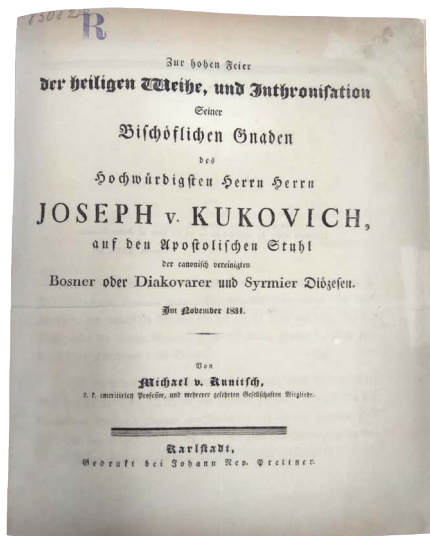 R
Zur hohen Feier
der heiligen Weihe, und Inthronisation
Seiner
Bischöflichen Gnaden
des
Hochwürdigsten Herrn Herrn
JOSEPH v. KUKOVICH,
auf den Apostolischen Stuhl
der canonisch vereinigten
Bosner oder Diakovarer und Syrmier Diözesen.
Im November 1834.
Von
Michael v. Kunitsch,
k. k. emeritirten Professor, und mehrerer gelehrten Gesellschaften Mitgliede.
Karlstadt,
Gedrukt bei Johann Nep. Prettner.